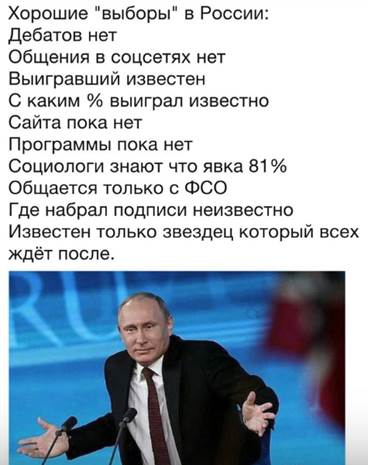 Хорошие "выборы" в России:
Дебатов нет
Общения в соцсетях нет
Выигравший известен
С каким % выиграл известно
Сайта пока нет
Программы пока нет
Социологи знают что явка 81%
Общается только с ФСО
Где набрал подписи неизвестно
Известен только звездец который всех
ждёт после.